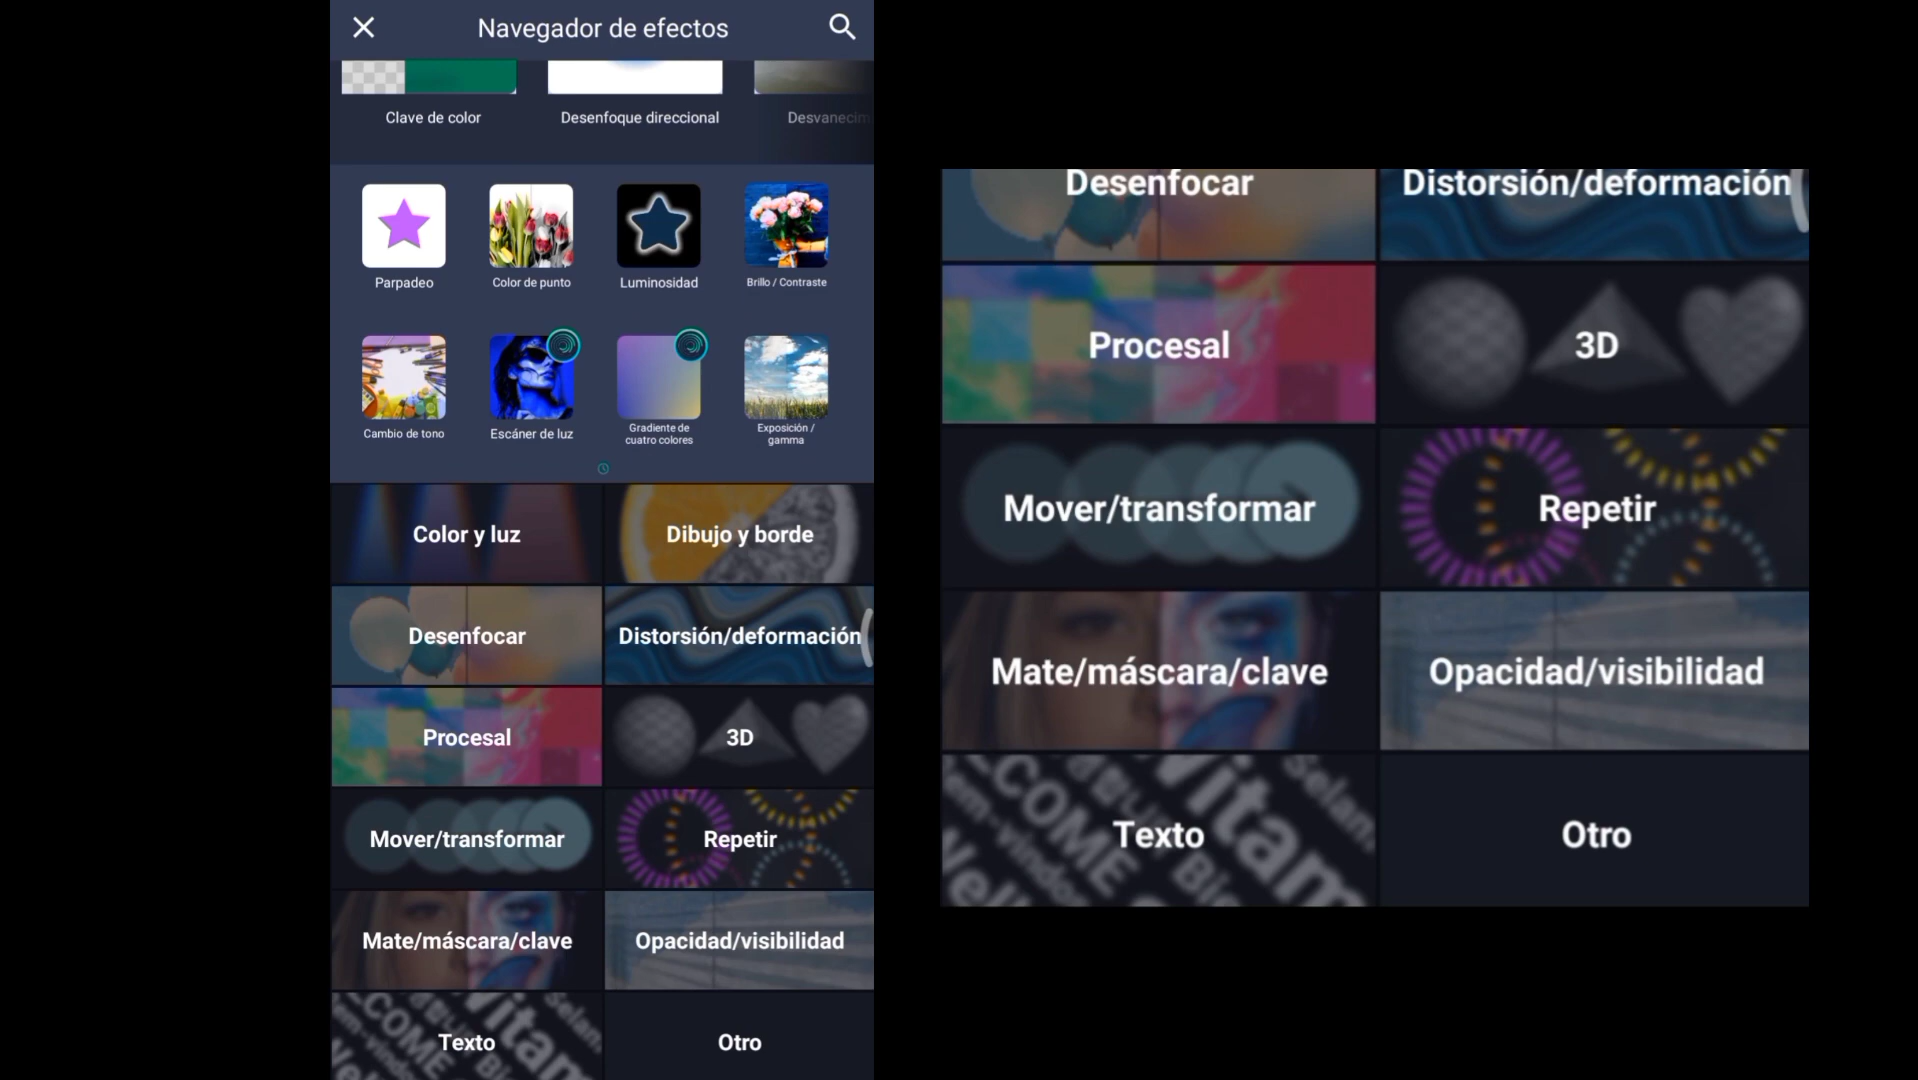 Navegador de efectos
Clave de color
Desenfoque direccional
Desvanecim
Parpadeo
Color de punto
Luminosidad
Brillo / Contraste
Cambio de tono
Escáner de luz
Gradiente de
cuatro colores
Exposición /
gamma
Color y luz
Dibujo y borde
Desenfocar
Distorsión/deformación
Procesal
3D
Mover/transformar
Repetir
Mate/máscara/clave
Opacidad/visibilidad
Texto
Otro
Desenfocar
Distorsión/deformación
Procesal
3D
Mover/transformar
Repetir
Mate/máscara/clave
Opacidad/visibilidad
Texto
Otro